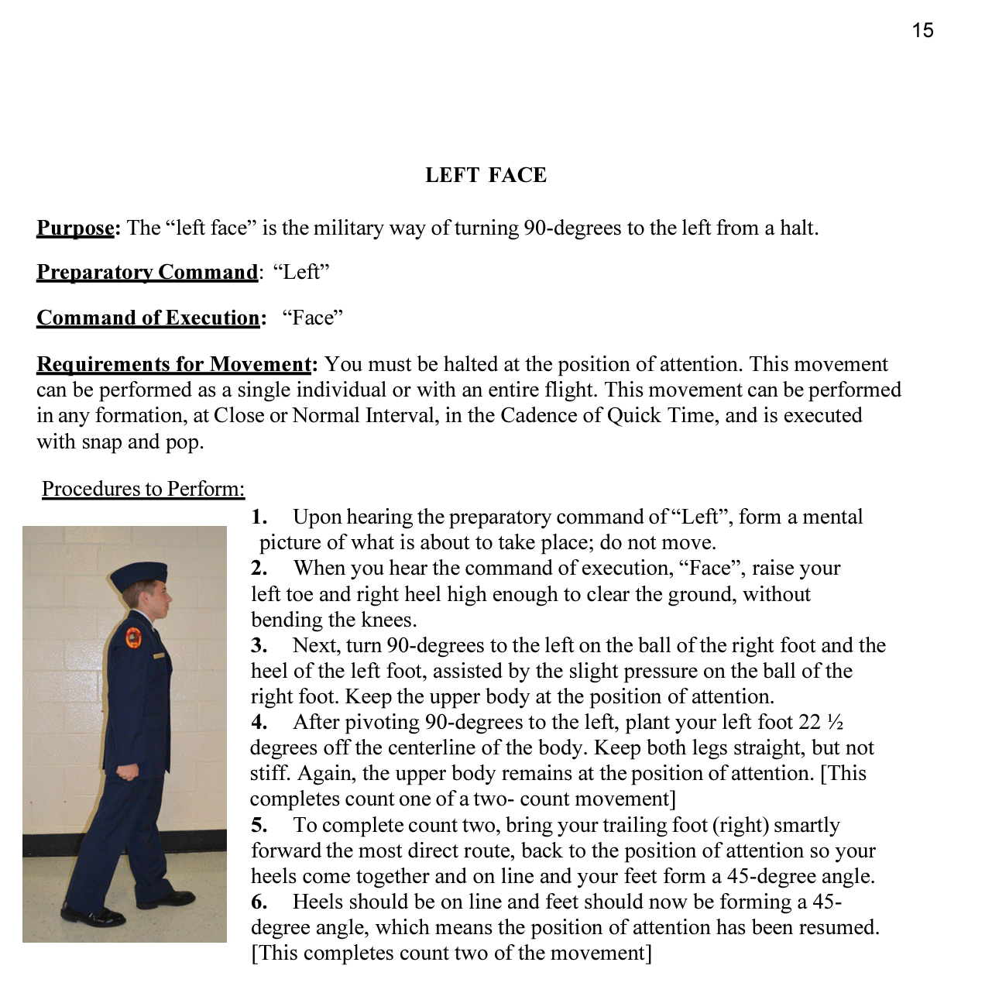 15
LEFT FACE
Purpose: The “left face” is the military way of turning 90-degrees to the left from a halt.
Preparatory Command: “Left”
Command of Execution: “Face”
Requirements for Movement: You must be halted at the position of attention. This movement
can be performed as a single individual or with an entire flight. This movement can be performed
in any formation, at Close or Normal Interval, in the Cadence of Quick Time, and is executed
with snap and pop.
Procedures to Perform:
1. Upon hearing the preparatory command of “Left”, form a mental
picture of what is about to take place; do not move.
2. When you hear the command of execution, “Face”, raise your
left toe and right heel high enough to clear the ground, without
bending the knees.
3. Next, turn 90-degrees to the left on the ball of the right foot and the
heel of the left foot, assisted by the slight pressure on the ball of the
right foot. Keep the upper body at the position of attention.
4. After pivoting 90-degrees to the left, plant your left foot 22 ½
degrees off the centerline of the body. Keep both legs straight, but not
stiff. Again, the upper body remains at the position of attention. [This
completes count one of a two- count movement]
5. To complete count two, bring your trailing foot (right) smartly
forward the most direct route, back to the position of attention so your
heels come together and on line and your feet form a 45-degree angle.
6. Heels should be on line and feet should now be forming a 45-
degree angle, which means the position of attention has been resumed.
[This completes count two of the movement]